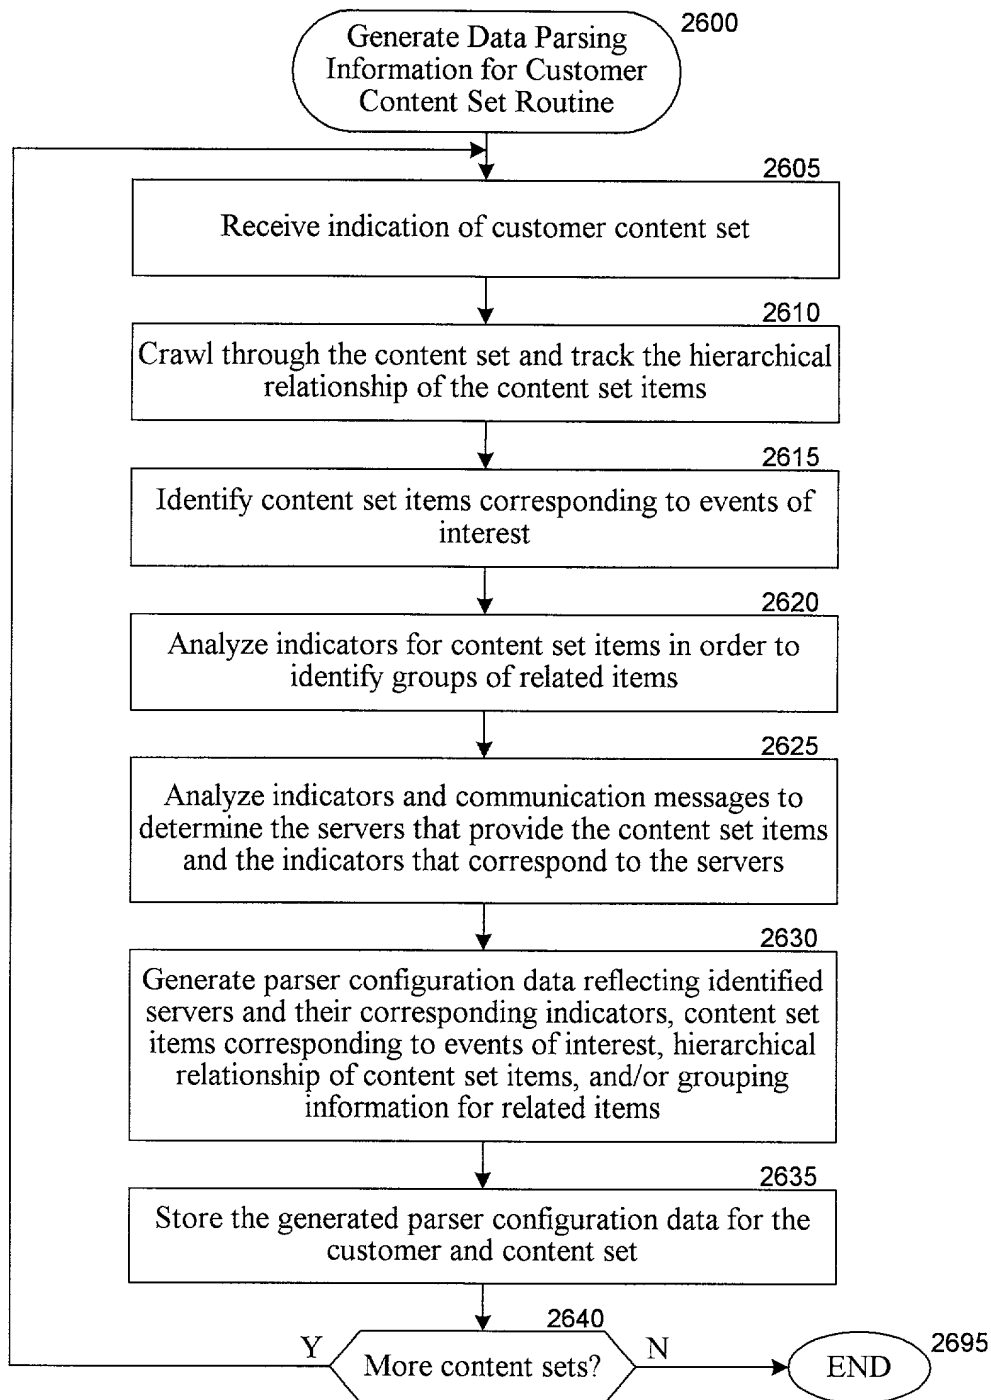 2600
Generate Data Parsing
Information for Customer
Content Set Routine
2605
Receive indication of customer content set
2610
Crawl through the content set and track the hierarchical
relationship of the content set items
2615
Identify content set items corresponding to events of
interest
2620
Analyze indicators for content set items in order to
identify groups of related items
2625
Analyze indicators and communication messages to
determine the servers that provide the content set items
and the indicators that correspond to the servers
2630
Generate parser configuration data reflecting identified
servers and their corresponding indicators, content set
items corresponding to events of interest, hierarchical
relationship of content set items, and/or grouping
information for related items
2635
Store the generated parser configuration data for the
customer and content set
2640
Y
More content sets?
N
END
2695